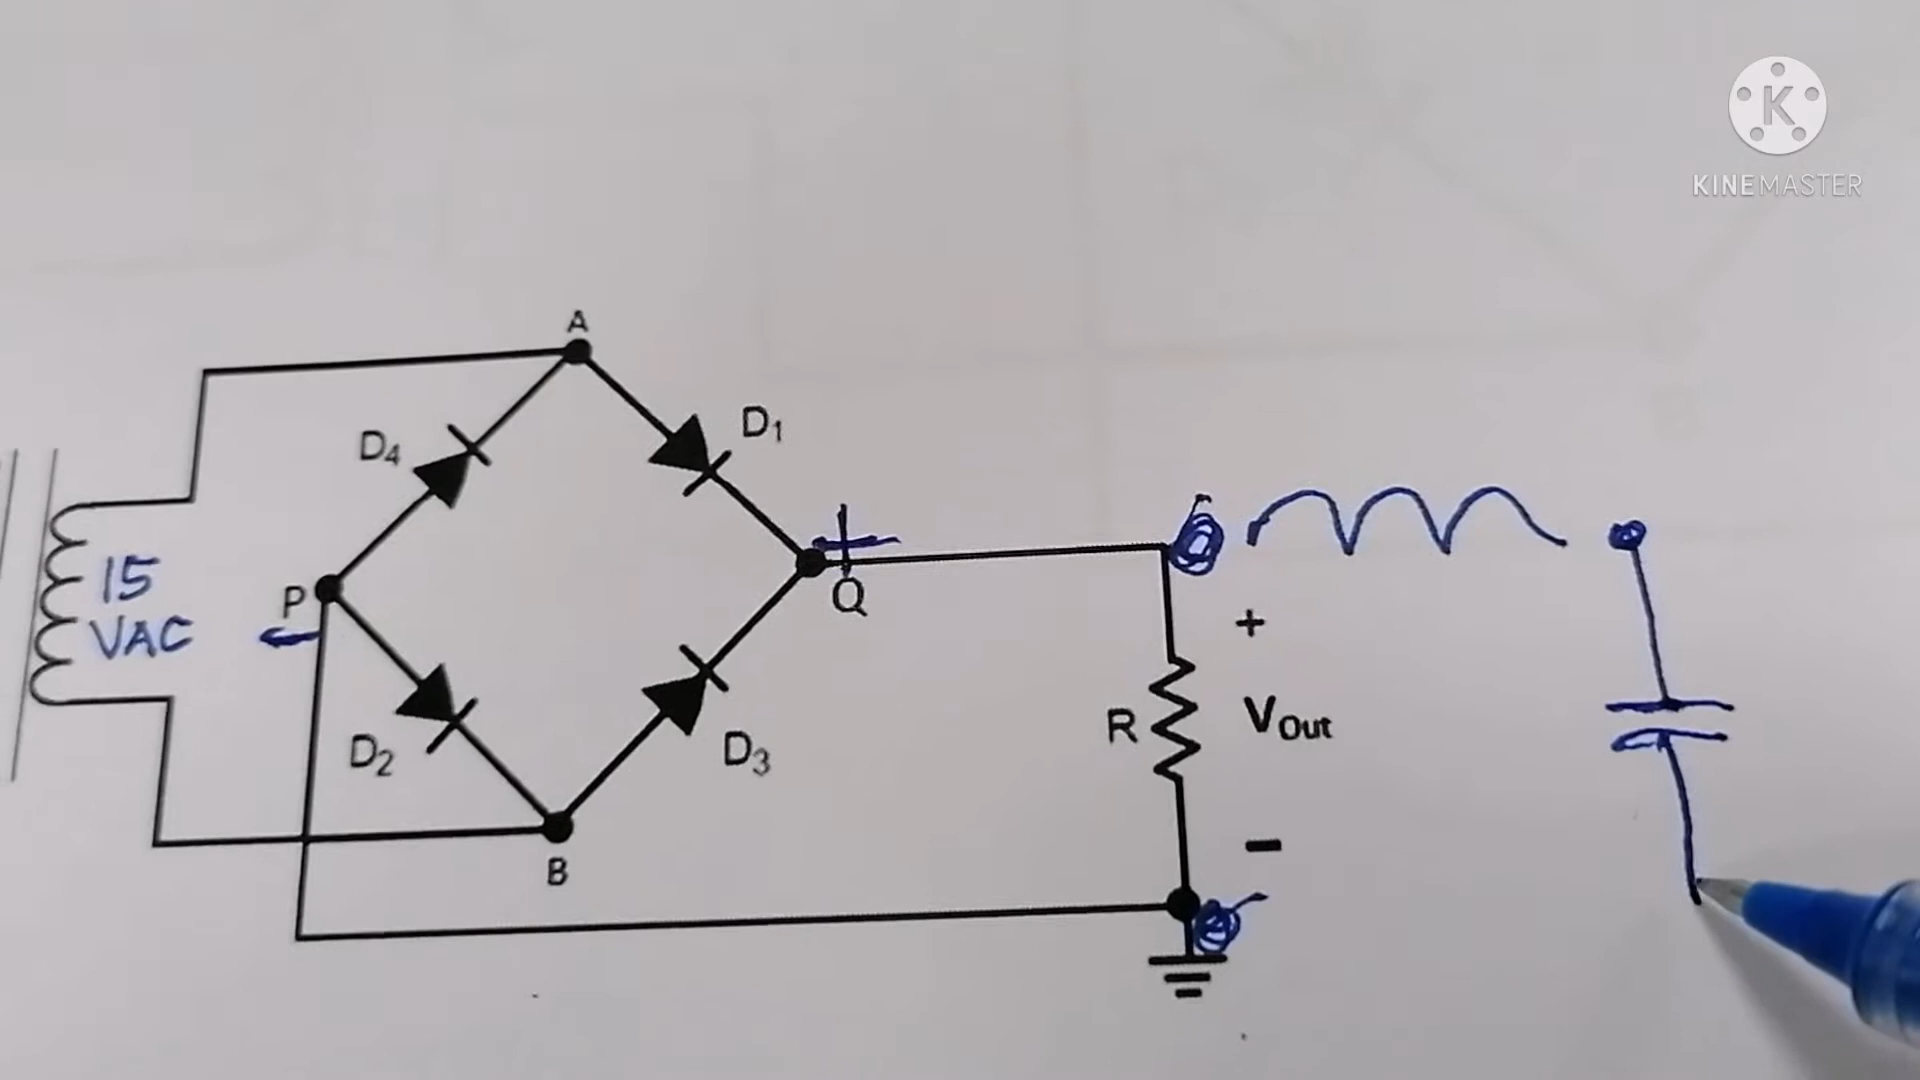 K
KINEMASTER
A
D₁
D₄
15
VAC
P
Q
+
+
R
VOut
D₂
D₃
-
B